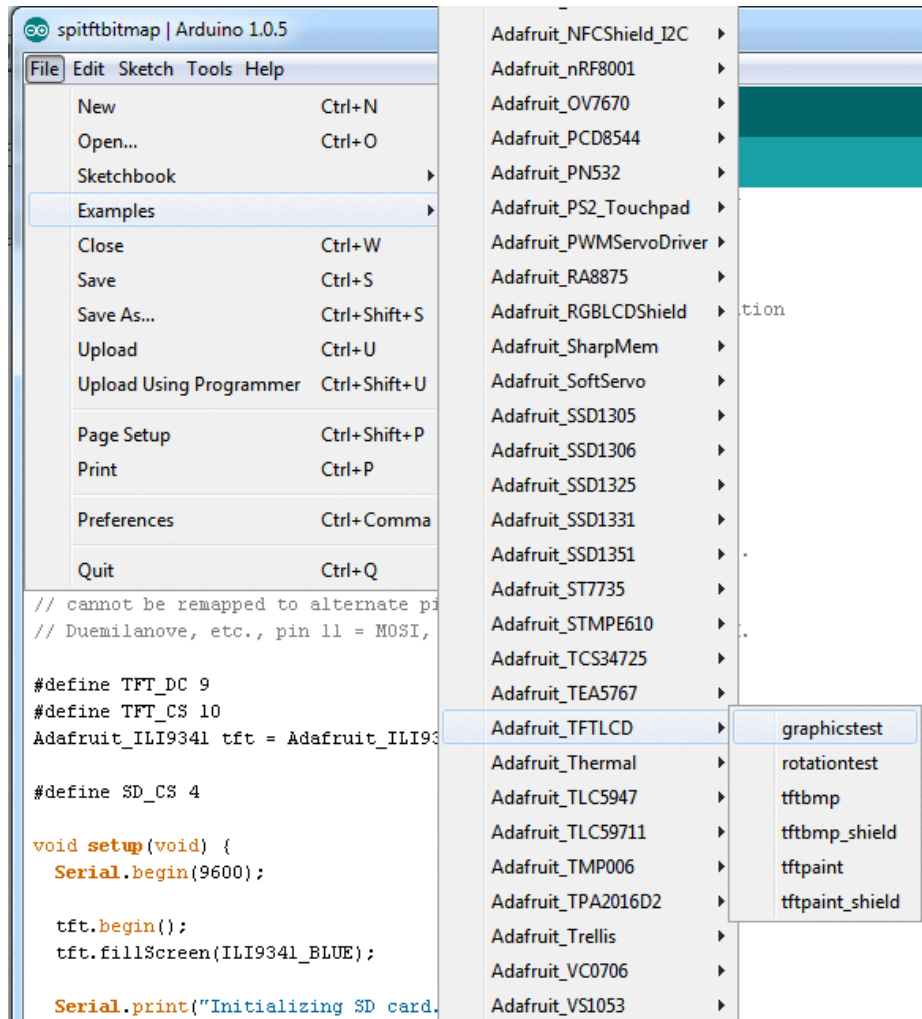 spitftbitmap | Arduino 1.0.5
File Edit Sketch Tools Help
New Ctrl+N
Open... Ctrl+O
Sketchbook
Examples
Close Ctrl+W
Save Ctrl+S
Save As... Ctrl+Shift+S
Upload Ctrl+U
Upload Using Programmer Ctrl+Shift+U
Page Setup Ctrl+Shift+P
Print Ctrl+P
Preferences Ctrl+Comma
Quit Ctrl+Q
Adafruit_NFCShield_I2C
Adafruit_nRF8001
Adafruit_OV7670
Adafruit_PCD8544
Adafruit_PN532
Adafruit_PS2_Touchpad
Adafruit_PWMServoDriver
Adafruit_RA8875
Adafruit_RGBLCDShield
Adafruit_SharpMem
Adafruit_SoftServo
Adafruit_SSD1305
Adafruit_SSD1306
Adafruit_SSD1325
Adafruit_SSD1331
Adafruit_SSD1351
Adafruit_ST7735
Adafruit_STMPE610
Adafruit_TCS34725
Adafruit_TEA5767
Adafruit_TFTLCD
Adafruit_Thermal
Adafruit_TLC5947
Adafruit_TLC59711
Adafruit_TMP006
Adafruit_TPA2016D2
Adafruit_Trellis
Adafruit_VC0706
Adafruit_VS1053
graphicstest
rotationtest
tftbmp
tftbmp_shield
tftpaint
tftpaint_shield
tion
// cannot be remapped to alternate pi
// Duemilanove, etc., pin 11 = MOSI,
#define TFT_DC 9
#define TFT_CS 10
Adafruit_ILI9341 tft = Adafruit_ILI93
#define SD_CS 4
void setup(void) {
Serial.begin(9600);
tft.begin();
tft.fillScreen(ILI9341_BLUE);
Serial.print("Initializing SD card.